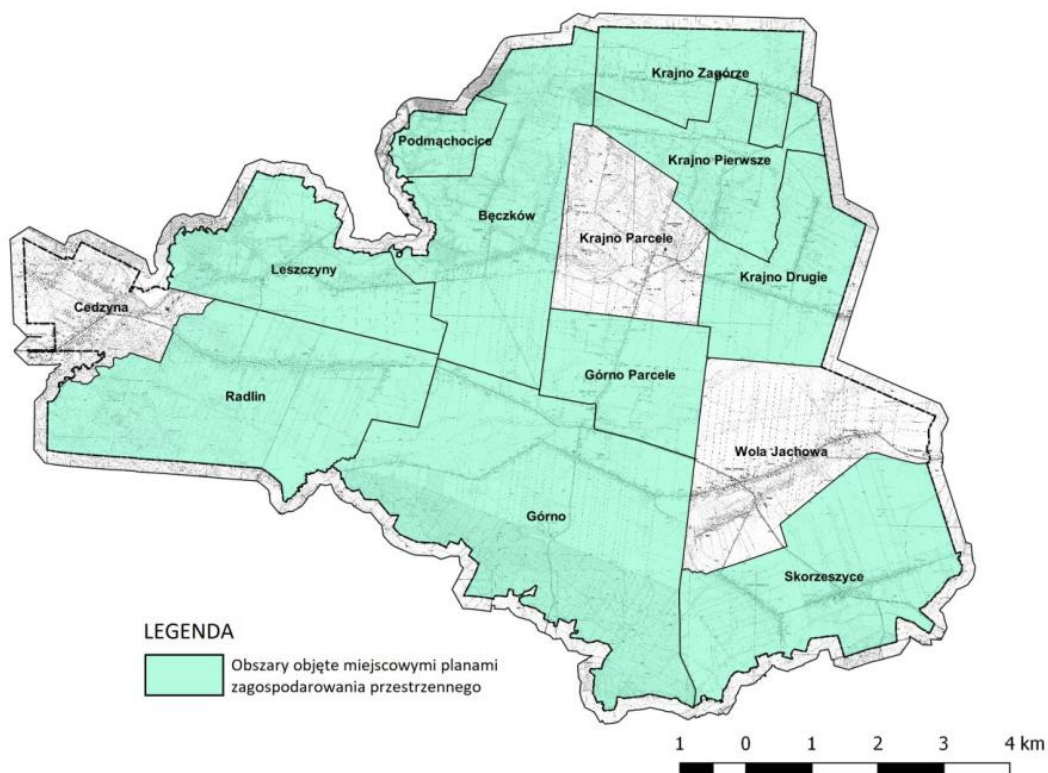 Krajno Zagórze
Podmąchocice
Krajno Pierwsze
Bęczków
Krajno Parcele
Leszczyny
Krajno Drugie
Cedzyna
Górno Parcele
Radlin
Wola Jachowa
Górno
Skorzeszyce
LEGENDA
Obszary objęte miejscowymi planami
zagospodarowania przestrzennego
1 0 1 2 3 4 km